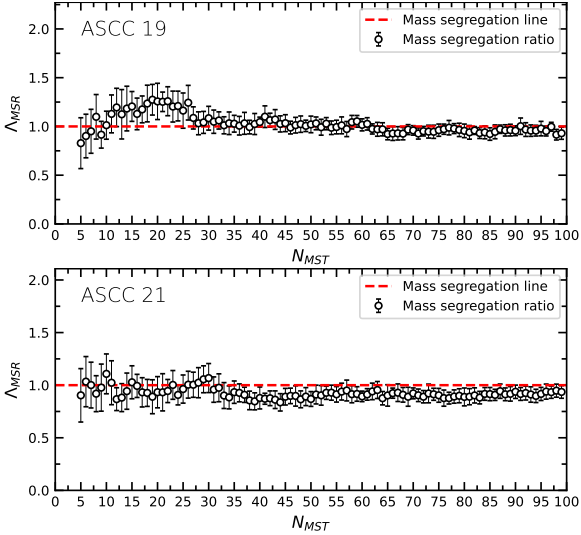 ASCC 19
Mass segregation line
Mass segregation ratio
2.0
1.5
1.0
0.5
0.0
Λ_MSR
0 5 10 15 20 25 30 35 40 45 50 55 60 65 70 75 80 85 90 95 100
N_MST
ASCC 21
Mass segregation line
Mass segregation ratio
2.0
1.5
1.0
0.5
0.0
Λ_MSR
0 5 10 15 20 25 30 35 40 45 50 55 60 65 70 75 80 85 90 95 100
N_MST